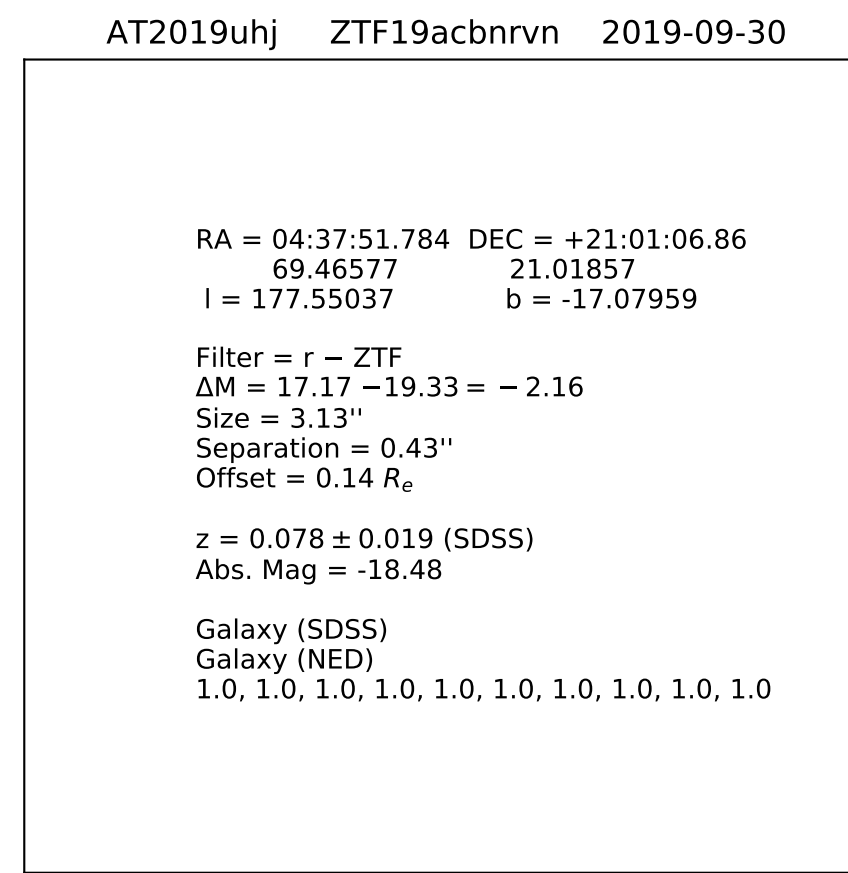 AT2019uhj ZTF19acbnrvn 2019-09-30
RA = 04:37:51.784 DEC = +21:01:06.86
69.46577 21.01857
l = 177.55037 b = -17.07959
Filter = r − ZTF
ΔM = 17.17 −19.33 = − 2.16
Size = 3.13''
Separation = 0.43''
Offset = 0.14 Re
z = 0.078 ± 0.019 (SDSS)
Abs. Mag = -18.48
Galaxy (SDSS)
Galaxy (NED)
1.0, 1.0, 1.0, 1.0, 1.0, 1.0, 1.0, 1.0, 1.0, 1.0